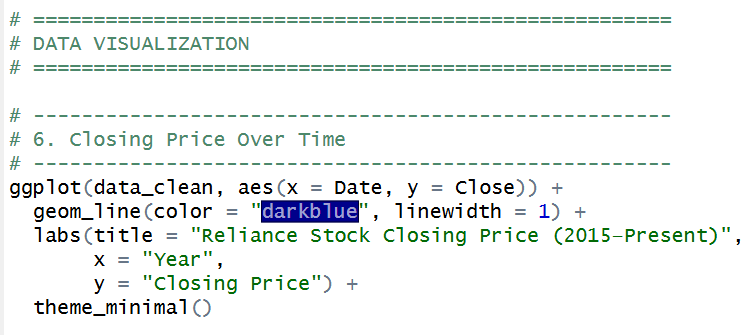 # ====================================================
# DATA VISUALIZATION
# ====================================================
# ----------------------------------------------------
# 6. Closing Price Over Time
# ----------------------------------------------------
ggplot(data_clean, aes(x = Date, y = Close)) +
  geom_line(color = "darkblue", linewidth = 1) +
  labs(title = "Reliance Stock Closing Price (2015–Present)",
       x = "Year",
       y = "Closing Price") +
  theme_minimal()